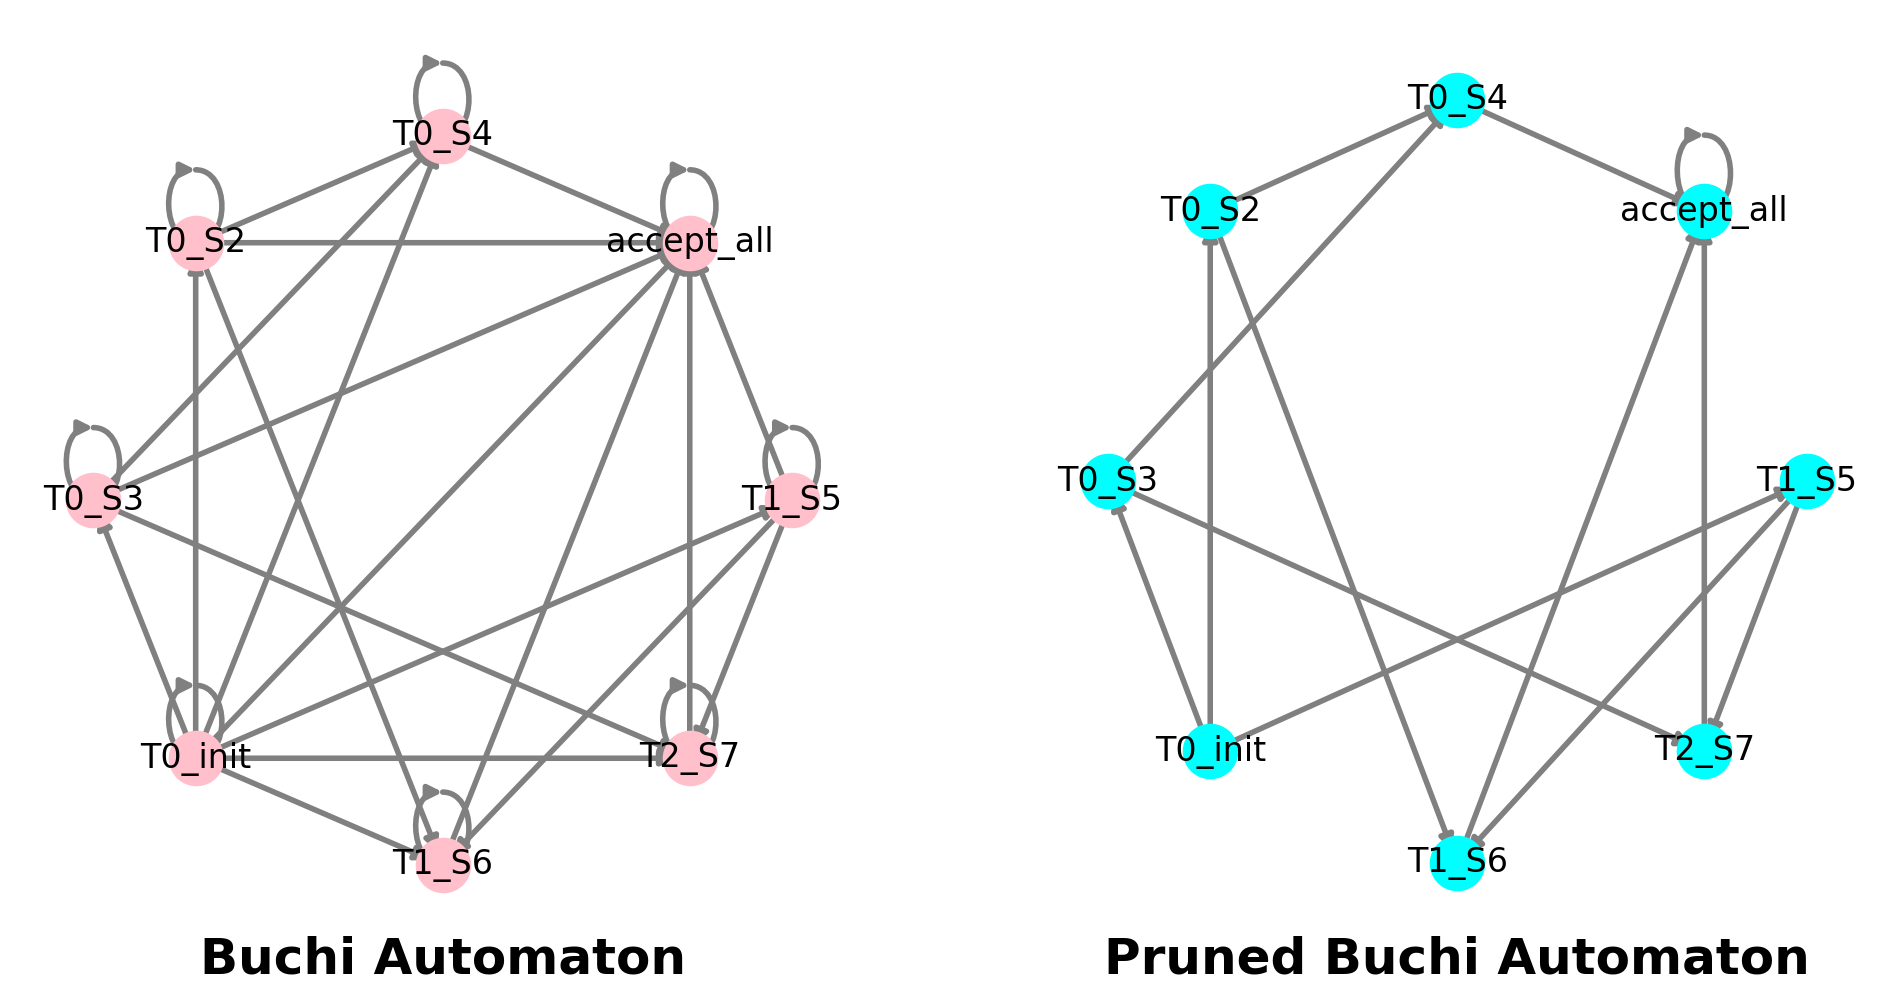 T0_S4
T0_S2
accept_all
T0_S3
T1_S5
T0_init
T2_S7
T1_S6
Buchi Automaton
T0_S4
T0_S2
accept_all
T0_S3
T1_S5
T0_init
T2_S7
T1_S6
Pruned Buchi Automaton